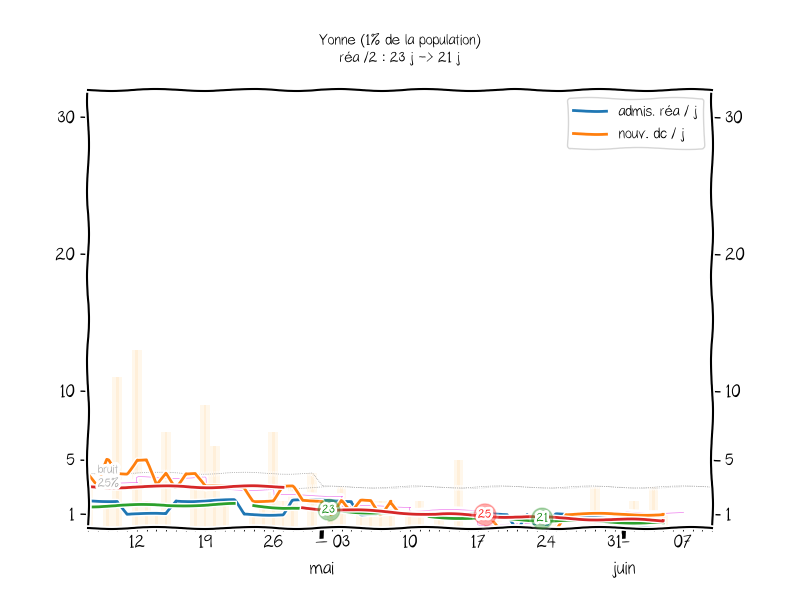 Yonne (1% de la population)
réa /2 : 23 j -> 21 j
admis. réa / j
nouv. dc / j
30
30
20
20
10
10
5
5
1
1
bruit
25%
23
25
21
12 19 26 03 10 17 24 31 07
mai juin